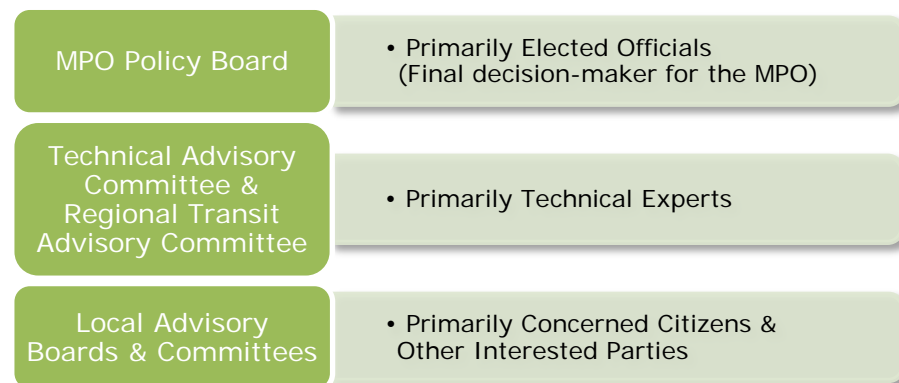 MPO Policy Board
• Primarily Elected Officials
(Final decision-maker for the MPO)
Technical Advisory
Committee &
Regional Transit
Advisory Committee
• Primarily Technical Experts
Local Advisory
Boards & Committees
• Primarily Concerned Citizens &
Other Interested Parties